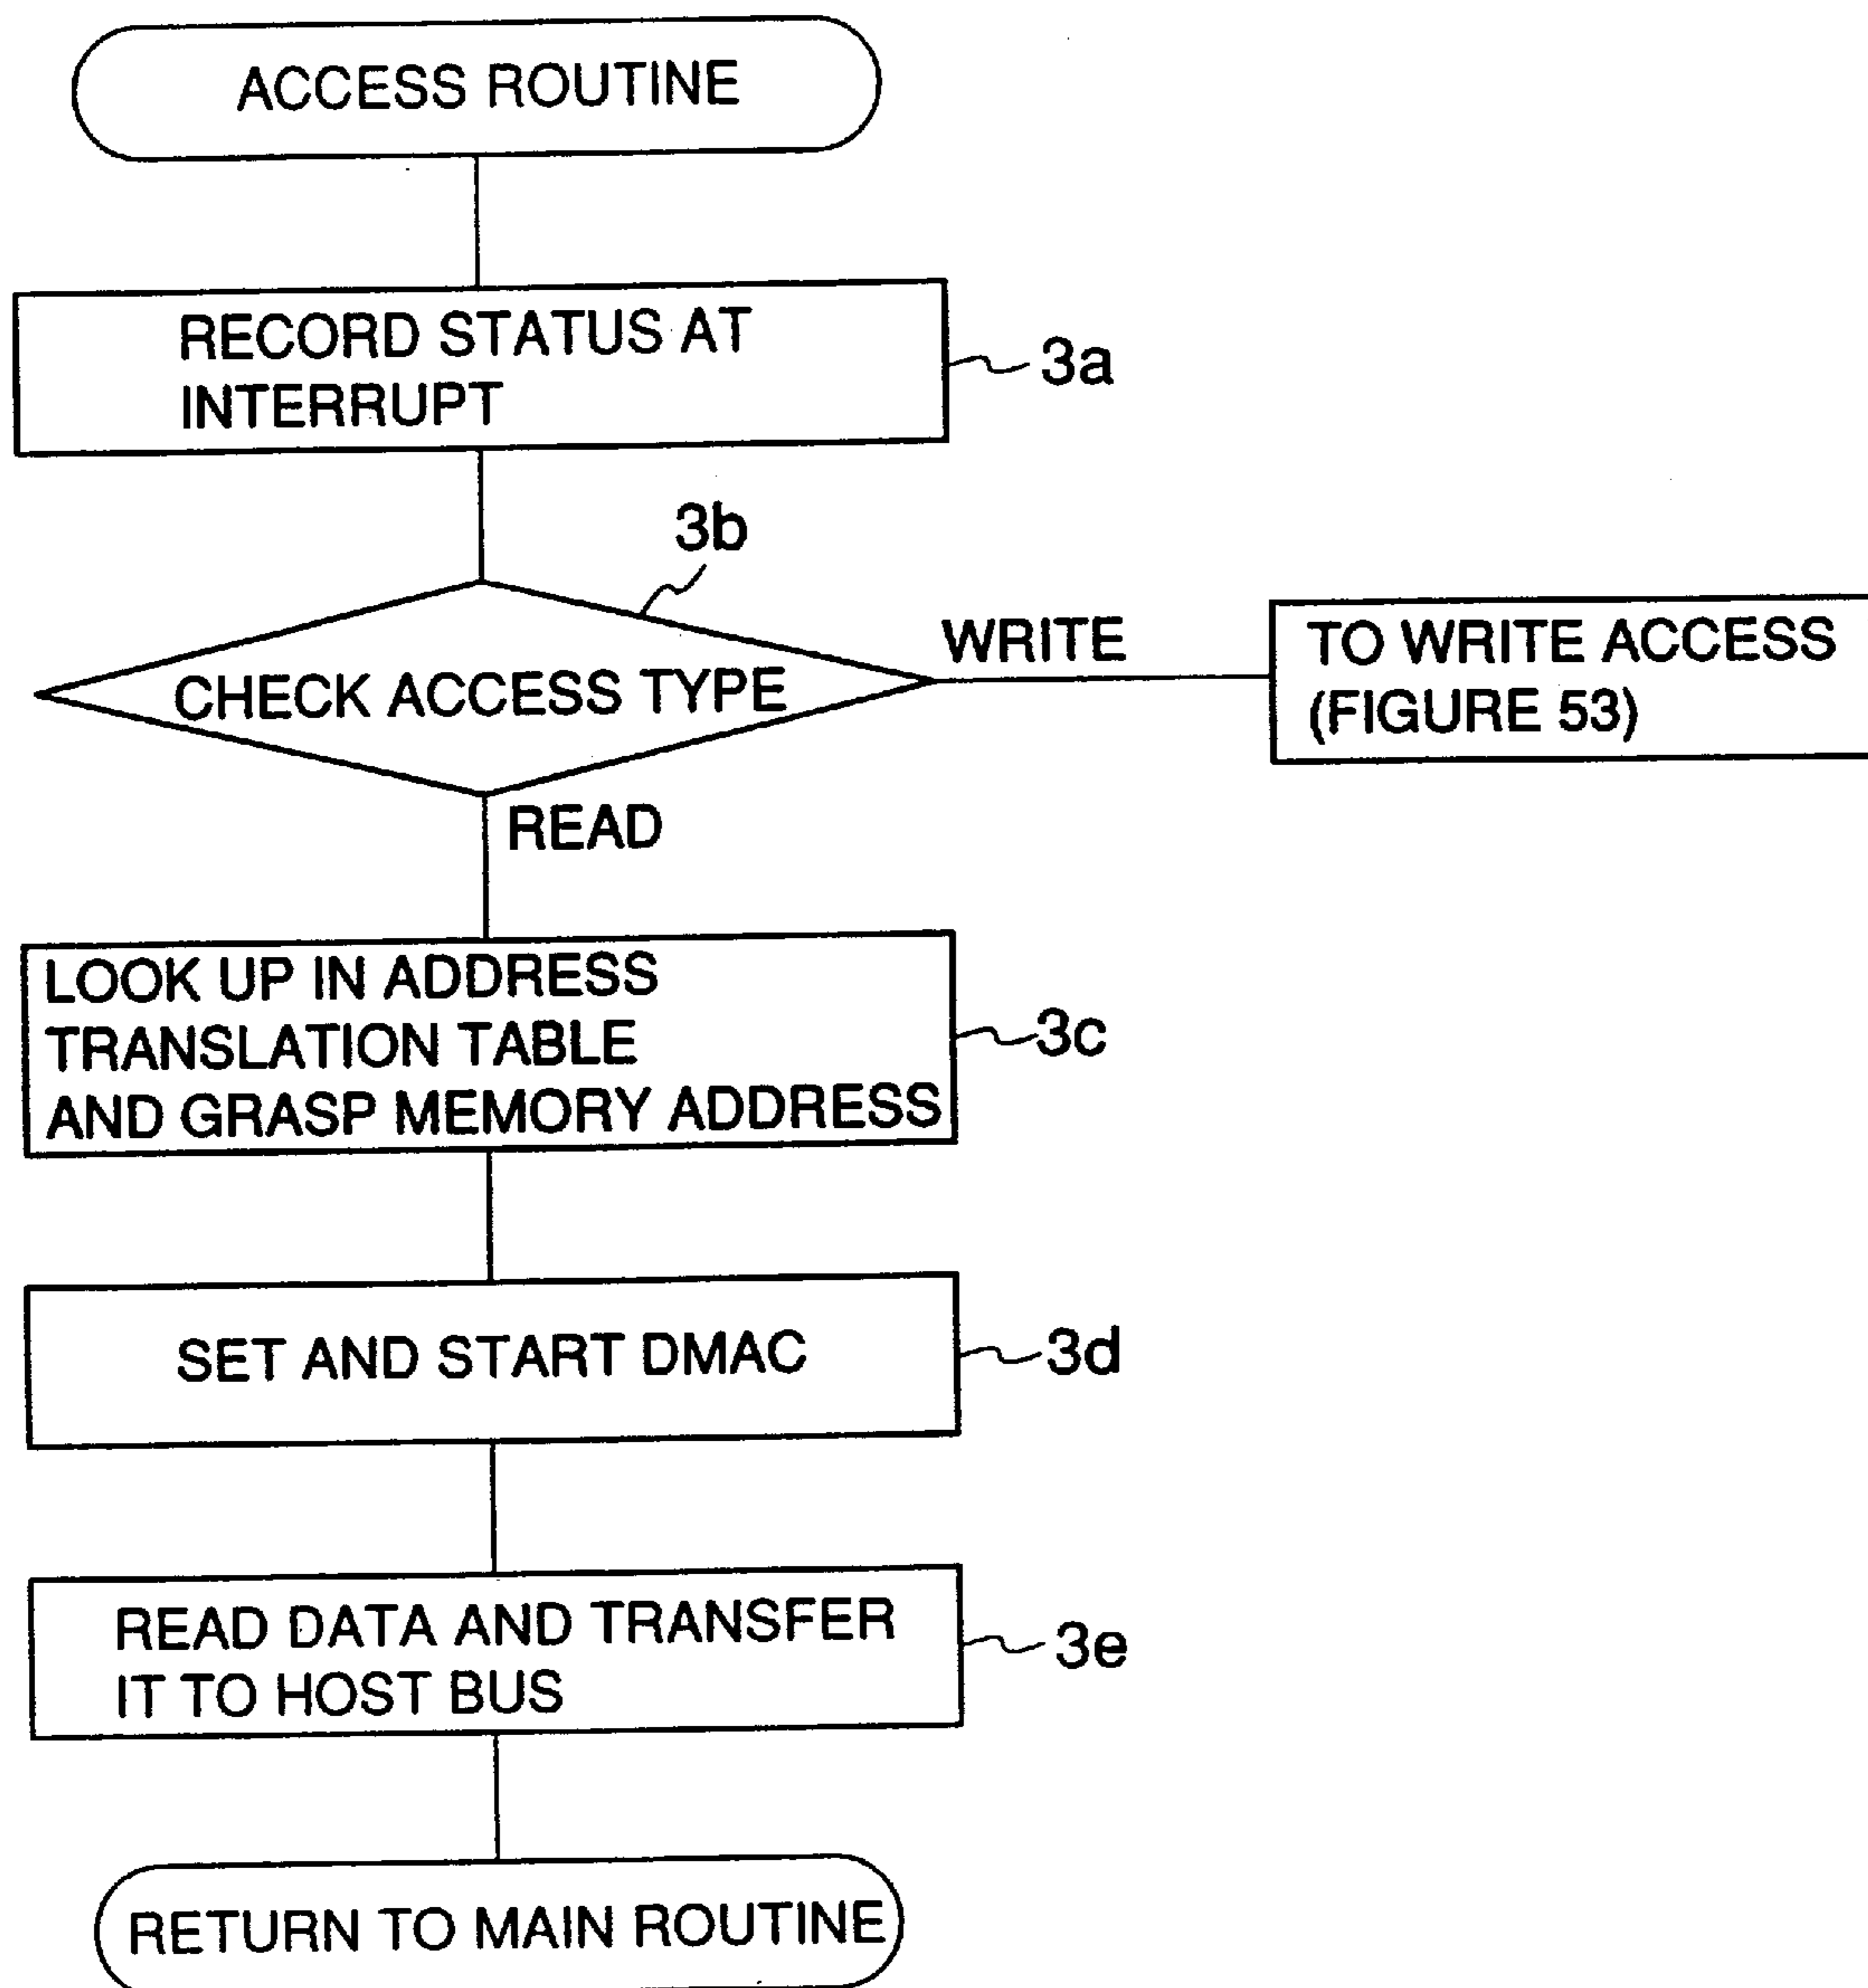 ACCESS ROUTINE
RECORD STATUS AT
INTERRUPT
3a
3b
CHECK ACCESS TYPE
WRITE
TO WRITE ACCESS
(FIGURE 53)
READ
LOOK UP IN ADDRESS
TRANSLATION TABLE
AND GRASP MEMORY ADDRESS
3c
SET AND START DMAC
3d
READ DATA AND TRANSFER
IT TO HOST BUS
3e
RETURN TO MAIN ROUTINE